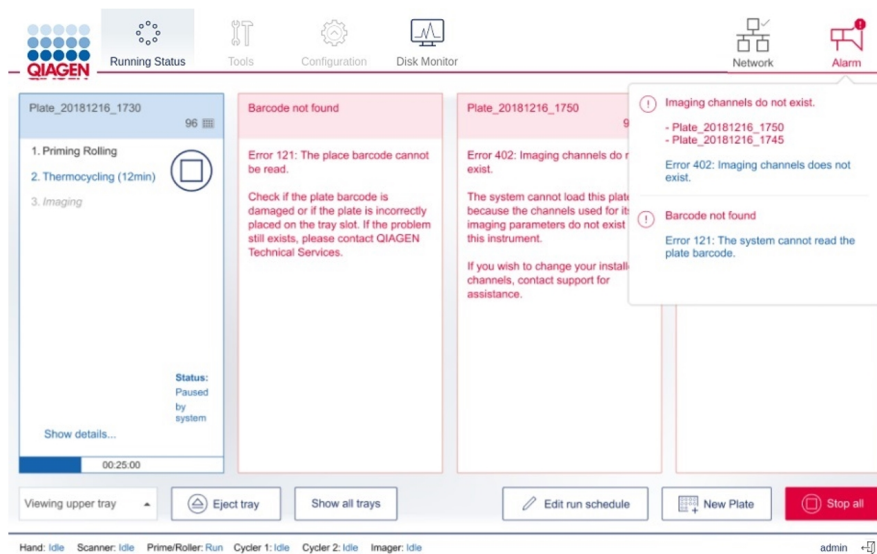 QIAGEN
Running Status
Tools
Configuration
Disk Monitor
Network
Alarm
Plate_20181216_1730
96
1. Priming Rolling
2. Thermocycling (12min)
3. Imaging
Status:
Paused
by
system
Show details...
00:25:00
Barcode not found
Error 121: The place barcode cannot
be read.
Check if the plate barcode is
damaged or if the plate is incorrectly
placed on the tray slot. If the problem
still exists, please contact QIAGEN
Technical Services.
Plate_20181216_1750
9
Error 402: Imaging channels do
exist.
The system cannot load this
because the channels used for
imaging parameters do not exist
this instrument.
If you wish to change your
channels, contact support for
assistance.
Imaging channels do not exist.
- Plate_20181216_1750
- Plate_20181216_1745
Error 402: Imaging channels does not
exist.
Barcode not found
Error 121: The system cannot read the
plate barcode.
Viewing upper tray
Eject tray
Show all trays
Edit run schedule
New Plate
Stop all
Hand: Idle Scanner: Idle Prime/Roller: Run Cycler 1: Idle Cycler 2: Idle Imager: Idle
admin